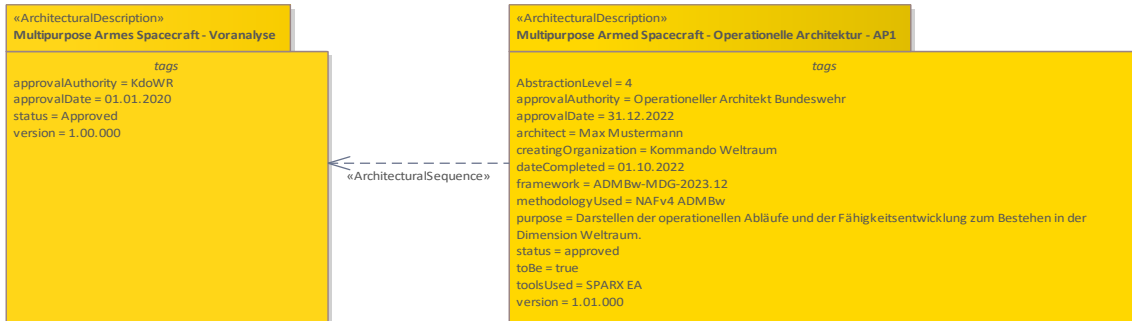 «ArchitecturalDescription»
Multipurpose Armes Spacecraft - Voranalyse
tags
approvalAuthority = KdoWR
approvalDate = 01.01.2020
status = Approved
version = 1.00.000
«ArchitecturalSequence»
«ArchitecturalDescription»
Multipurpose Armed Spacecraft - Operationelle Architektur - AP1
tags
AbstractionLevel = 4
approvalAuthority = Operationeller Architekt Bundeswehr
approvalDate = 31.12.2022
architect = Max Mustermann
creatingOrganization = Kommando Weltraum
dateCompleted = 01.10.2022
framework = ADMBw-MDG-2023.12
methodologyUsed = NAFv4 ADMBw
purpose = Darstellen der operationellen Abläufe und der Fähigkeitsentwicklung zum Bestehen in der
Dimension Weltraum.
status = approved
toBe = true
toolsUsed = SPARX EA
version = 1.01.000